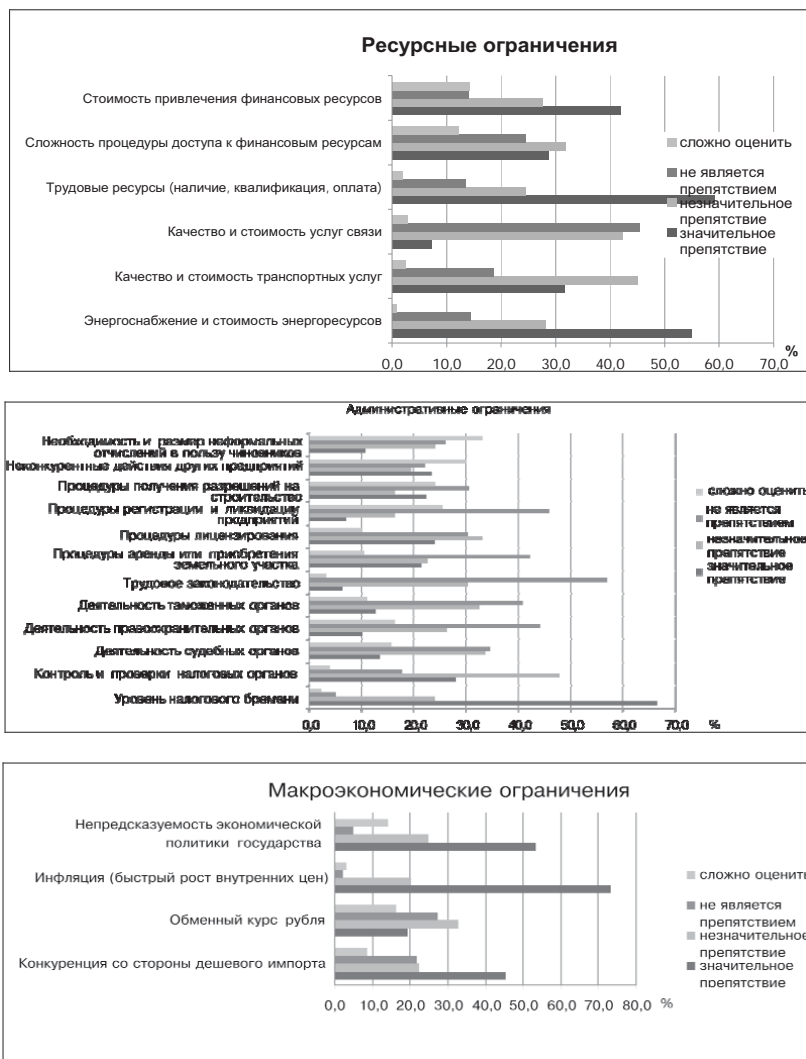 Ресурсные ограничения
Стоимость привлечения финансовых ресурсов
Сложность процедуры доступа к финансовым ресурсам
Трудовые ресурсы (наличие, квалификация, оплата)
Качество и стоимость услуг связи
Качество и стоимость транспортных услуг
Энергоснабжение и стоимость энергоресурсов
сложно оценить
не является
препятствием
незначительное
препятствие
значительное
препятствие
0,0 10,0 20,0 30,0 40,0 50,0 60,0 70,0 %
Административные ограничения
Необходимость и размер неформальных
отчислений в пользу чиновников
Неконкурентные действия других предприятий
Процедуры получения разрешений на
строительство
Процедуры регистрации и ликвидации
предприятий
Процедуры лицензирования
Процедуры аренды или приобретения
земельного участка
Трудовое законодательство
Деятельность таможенных органов
Деятельность правоохранительных органов
Деятельность судебных органов
Контроль и проверки налоговых органов
Уровень налогового бремени
сложно оценить
не является
препятствием
незначительное
препятствие
значительное
препятствие
0,0 10,0 20,0 30,0 40,0 50,0 60,0 70,0 %
Макроэкономические ограничения
Непредсказуемость экономической
политики государства
Инфляция (быстрый рост внутренних цен)
Обменный курс рубля
Конкуренция со стороны дешевого импорта
сложно оценить
не является
препятствием
незначительное
препятствие
значительное
препятствие
0,0 10,0 20,0 30,0 40,0 50,0 60,0 70,0 80,0 %